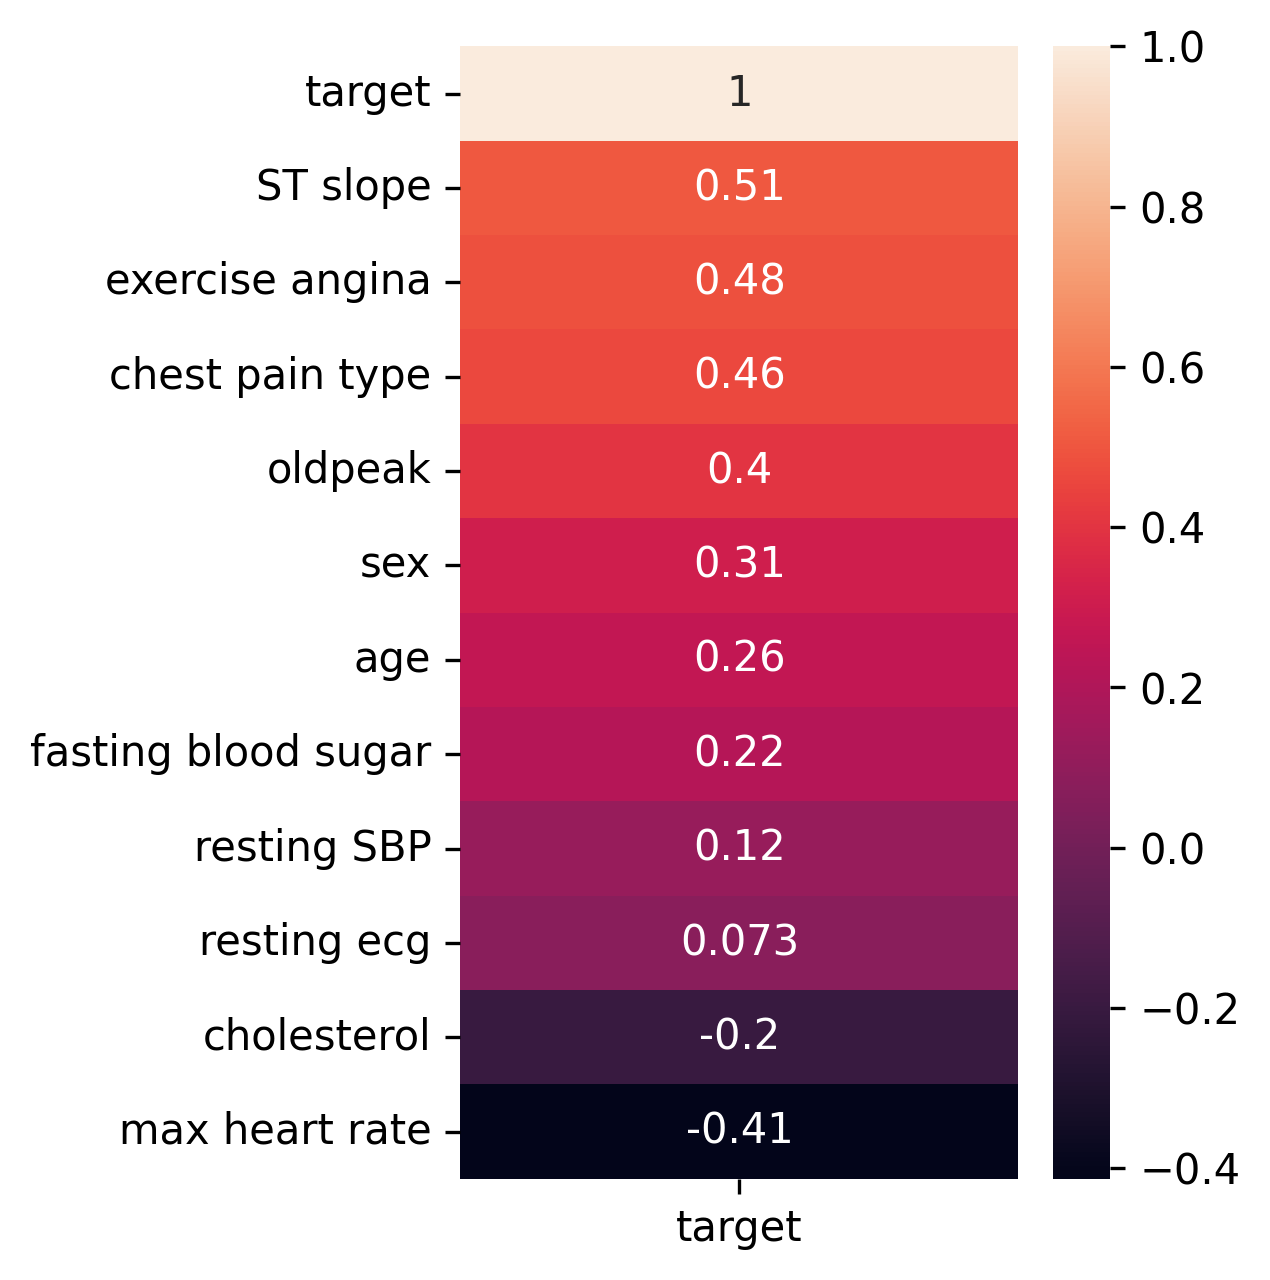 target 1
ST slope 0.51
exercise angina 0.48
chest pain type 0.46
oldpeak 0.4
sex 0.31
age 0.26
fasting blood sugar 0.22
resting SBP 0.12
resting ecg 0.073
cholesterol -0.2
max heart rate -0.41
target
1.0
0.8
0.6
0.4
0.2
0.0
−0.2
−0.4